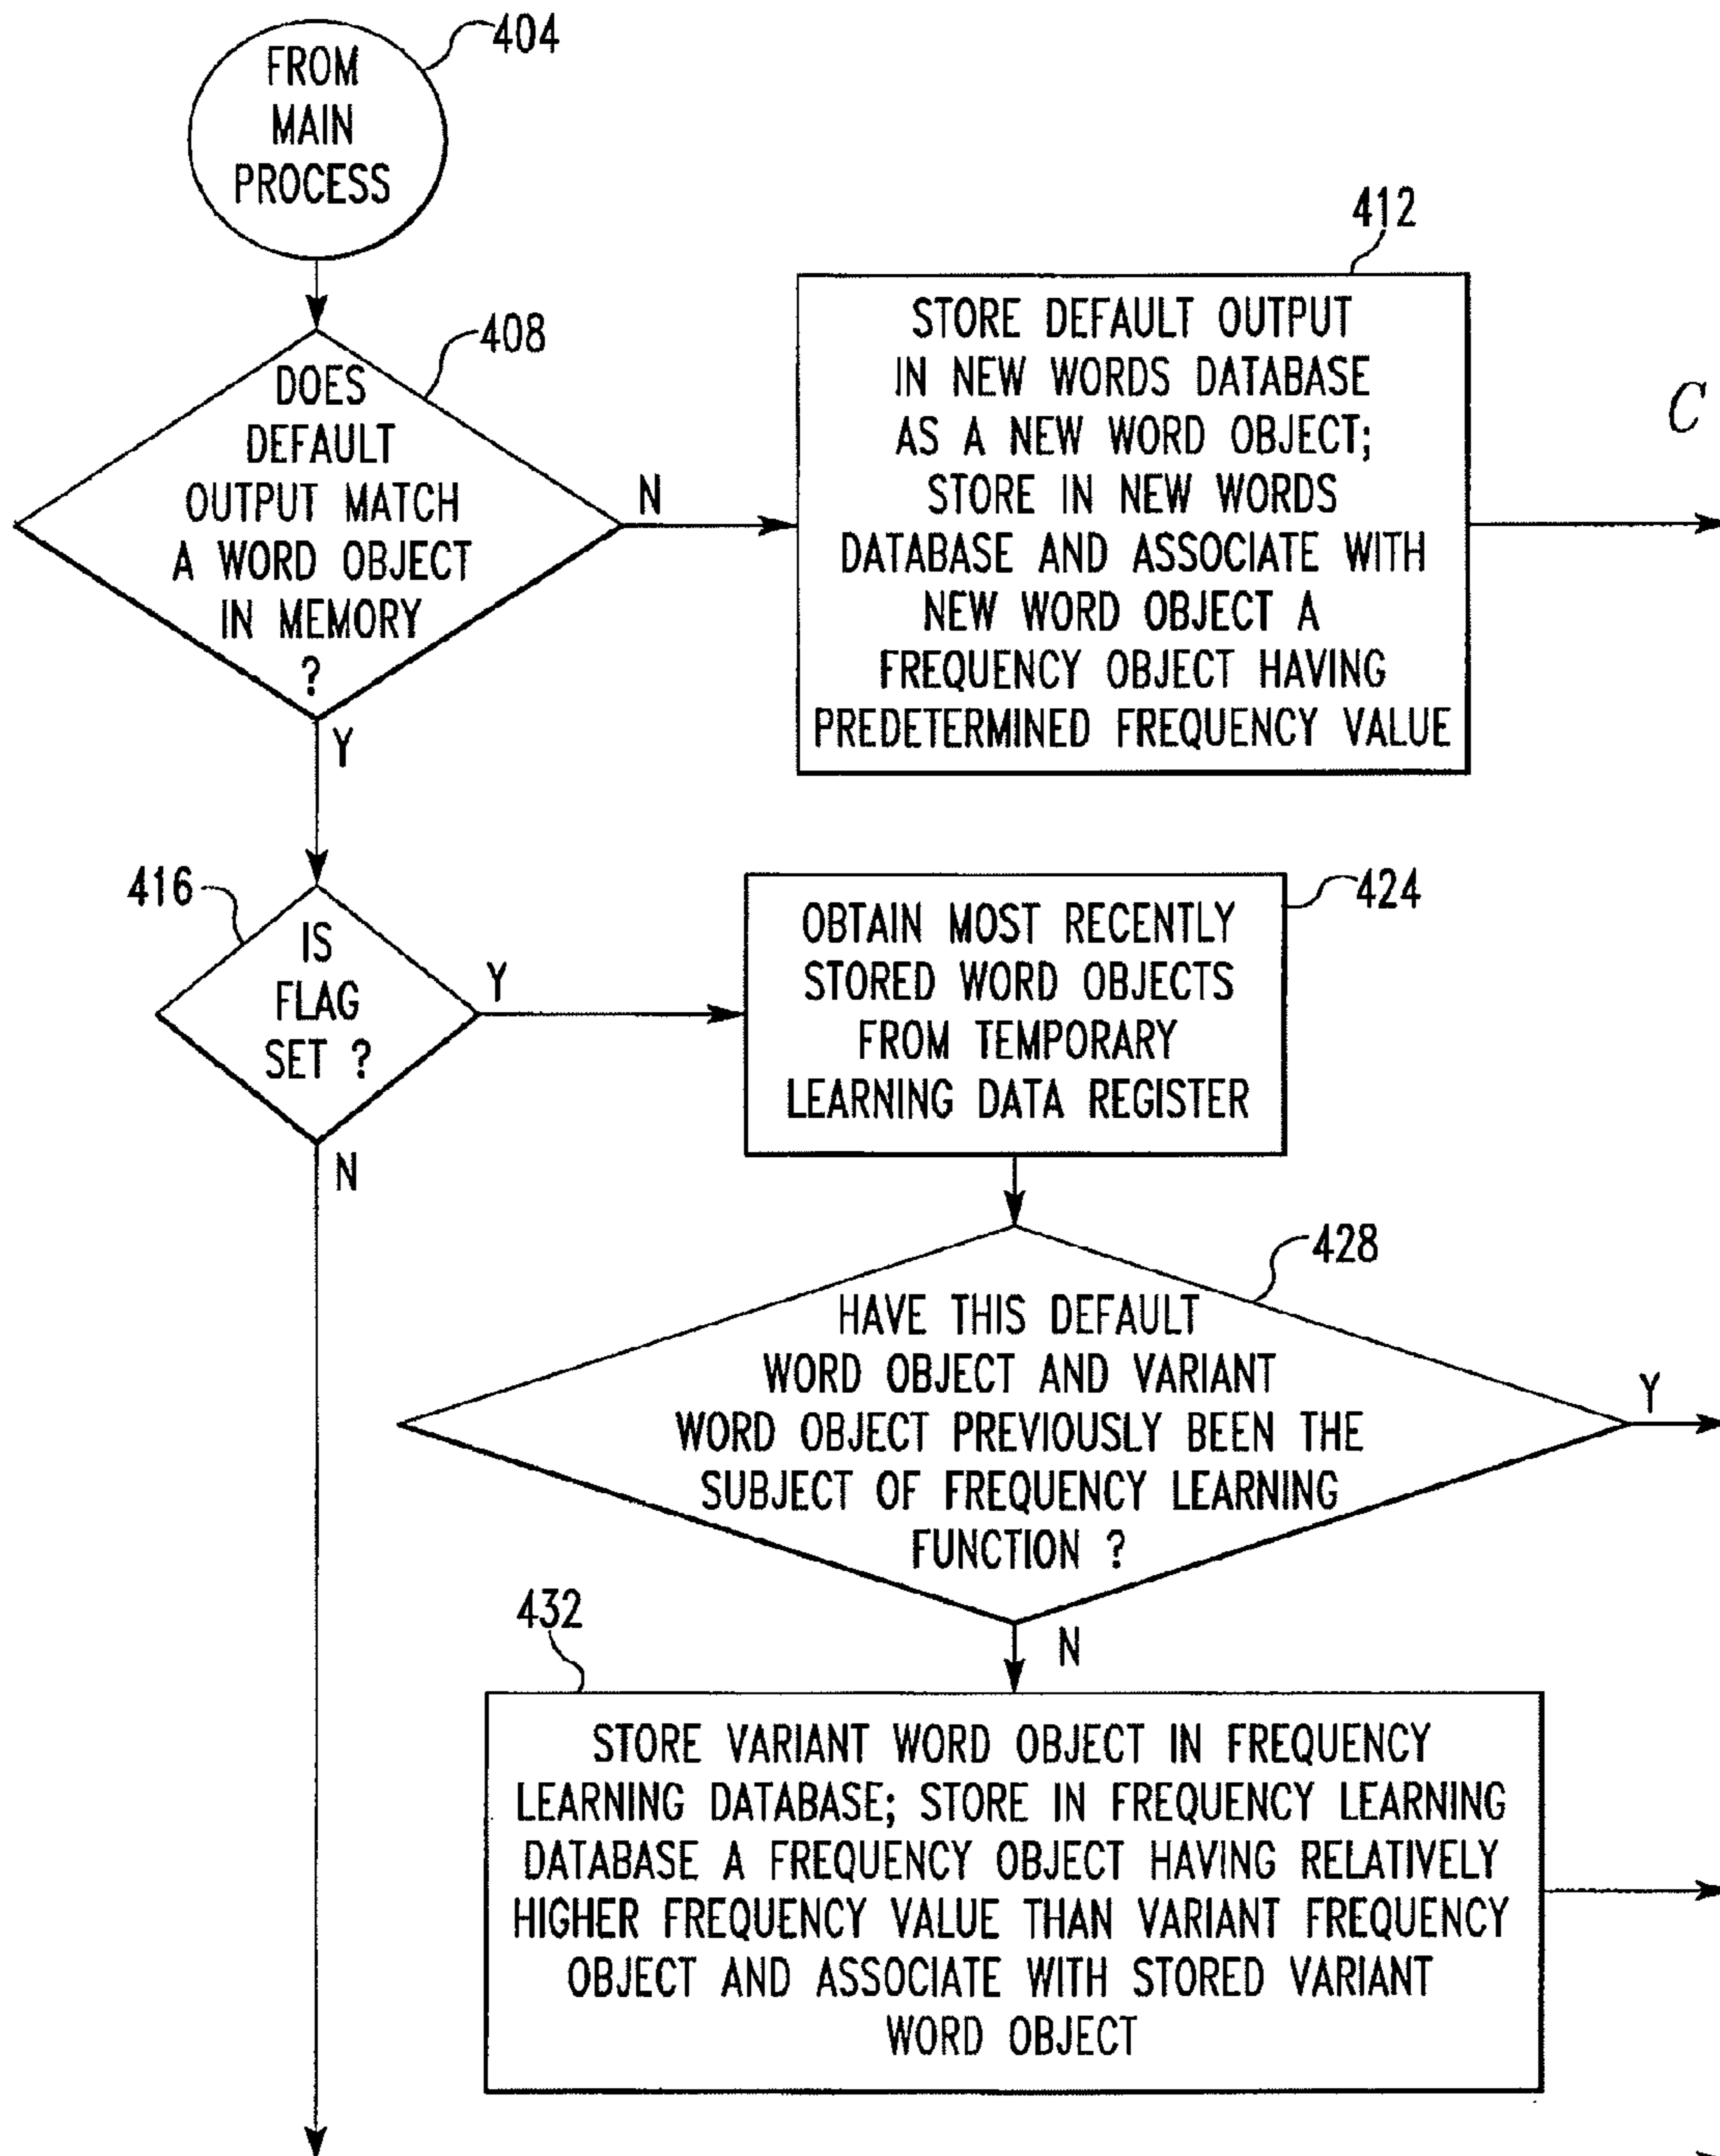 404
FROM
MAIN
PROCESS
408
DOES
DEFAULT
OUTPUT MATCH
A WORD OBJECT
IN MEMORY
?
N
Y
412
STORE DEFAULT OUTPUT
IN NEW WORDS DATABASE
AS A NEW WORD OBJECT;
STORE IN NEW WORDS
DATABASE AND ASSOCIATE WITH
NEW WORD OBJECT A
FREQUENCY OBJECT HAVING
PREDETERMINED FREQUENCY VALUE
C
416
IS
FLAG
SET ?
Y
N
424
OBTAIN MOST RECENTLY
STORED WORD OBJECTS
FROM TEMPORARY
LEARNING DATA REGISTER
428
HAVE THIS DEFAULT
WORD OBJECT AND VARIANT
WORD OBJECT PREVIOUSLY BEEN THE
SUBJECT OF FREQUENCY LEARNING
FUNCTION ?
Y
N
432
STORE VARIANT WORD OBJECT IN FREQUENCY
LEARNING DATABASE; STORE IN FREQUENCY LEARNING
DATABASE A FREQUENCY OBJECT HAVING RELATIVELY
HIGHER FREQUENCY VALUE THAN VARIANT FREQUENCY
OBJECT AND ASSOCIATE WITH STORED VARIANT
WORD OBJECT